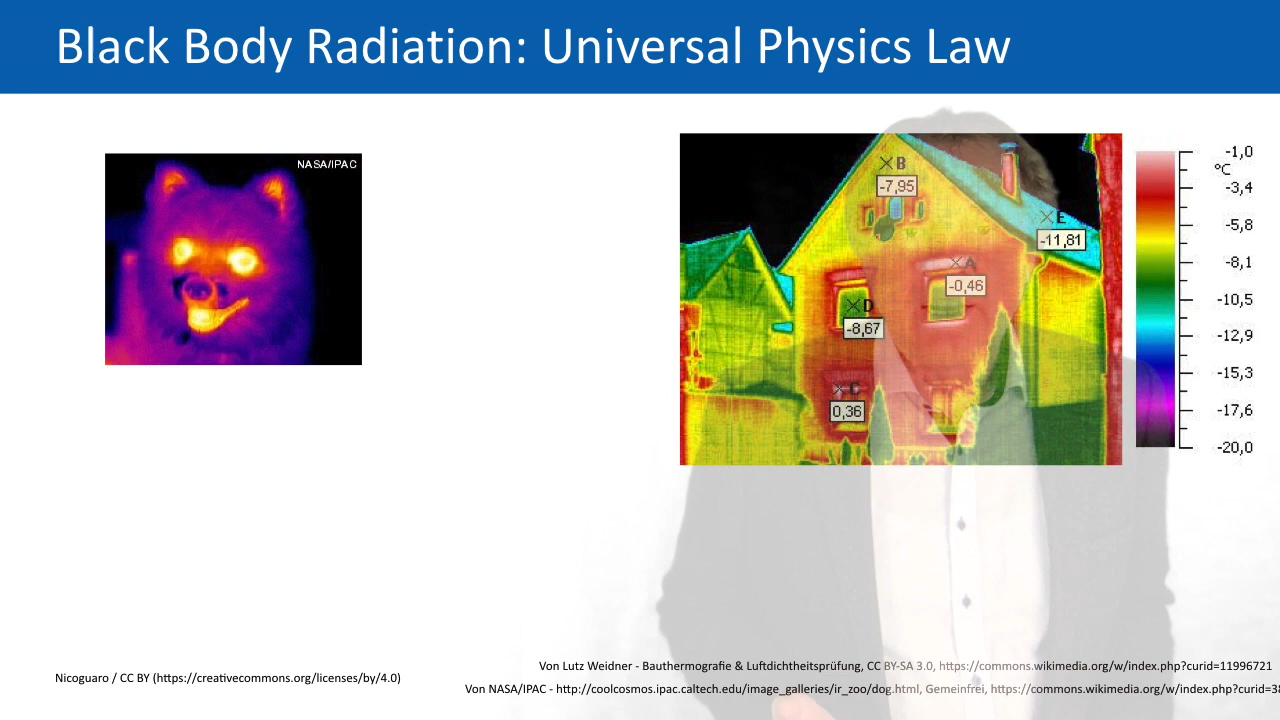 Black Body Radiation: Universal Physics Law
NASA/IPAC
B
-7,95
E
-11,81
A
-0,46
D
-8,67
C
0,36
-1,0
°C
-3,4
-5,8
-8,1
-10,5
-12,9
-15,3
-17,6
-20,0
Von Lutz Weidner - Bauthermografie & Luftdichtheitsprüfung, CC BY-SA 3.0, https://commons.wikimedia.org/w/index.php?curid=11996721
Nicoguaro / CC BY (https://creativecommons.org/licenses/by/4.0)
Von NASA/IPAC - http://coolcosmos.ipac.caltech.edu/image_galleries/ir_zoo/dog.html, Gemeinfrei, https://commons.wikimedia.org/w/index.php?curid=38